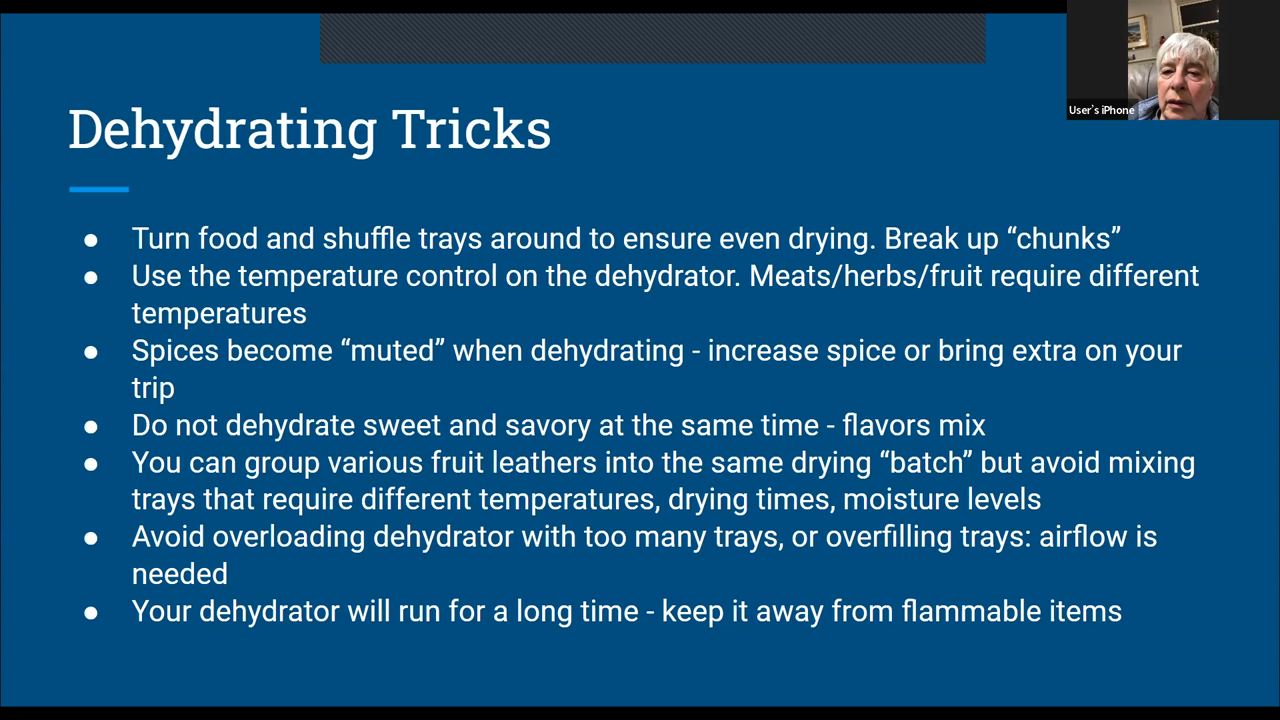 User's iPhone
Dehydrating Tricks
● Turn food and shuffle trays around to ensure even drying. Break up “chunks”
● Use the temperature control on the dehydrator. Meats/herbs/fruit require different
temperatures
● Spices become “muted” when dehydrating - increase spice or bring extra on your
trip
● Do not dehydrate sweet and savory at the same time - flavors mix
● You can group various fruit leathers into the same drying “batch” but avoid mixing
trays that require different temperatures, drying times, moisture levels
● Avoid overloading dehydrator with too many trays, or overfilling trays: airflow is
needed
● Your dehydrator will run for a long time - keep it away from flammable items